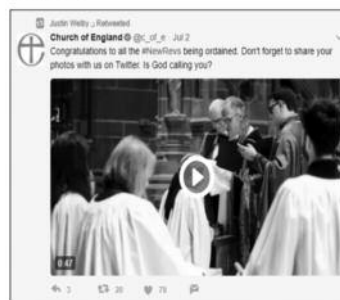 Justin Welby Retweeted
Church of England @c_of_e · Jul 2
Congratulations to all the #NewRevs being ordained. Don't forget to share your
photos with us on Twitter. Is God calling you?
0:47
3 20 79